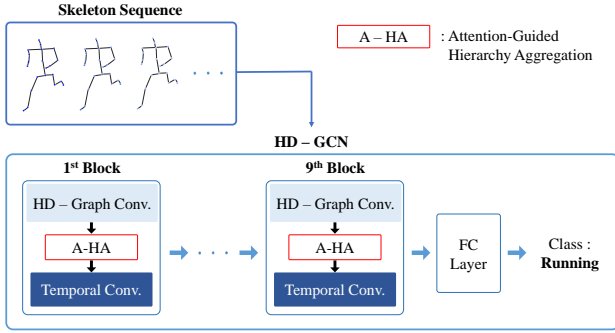 Skeleton Sequence
. . .
A – HA
: Attention-Guided
Hierarchy Aggregation
HD – GCN
1st Block
HD – Graph Conv.
A-HA
Temporal Conv.
. . .
9th Block
HD – Graph Conv.
A-HA
Temporal Conv.
FC
Layer
Class :
Running